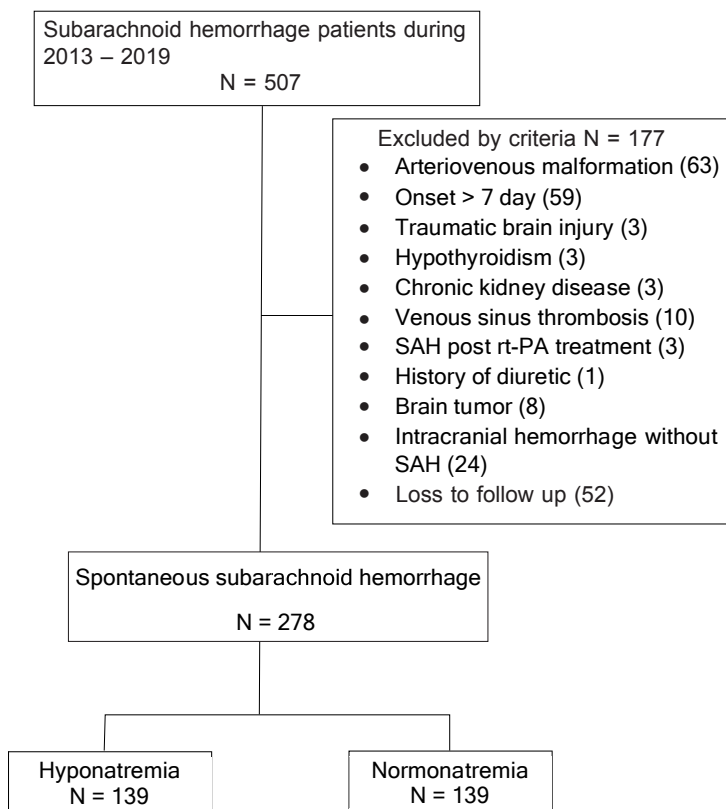 Subarachnoid hemorrhage patients during
2013 – 2019
N = 507
Excluded by criteria N = 177
• Arteriovenous malformation (63)
• Onset > 7 day (59)
• Traumatic brain injury (3)
• Hypothyroidism (3)
• Chronic kidney disease (3)
• Venous sinus thrombosis (10)
• SAH post rt-PA treatment (3)
• History of diuretic (1)
• Brain tumor (8)
• Intracranial hemorrhage without
SAH (24)
• Loss to follow up (52)
Spontaneous subarachnoid hemorrhage
N = 278
Hyponatremia
N = 139
Normonatremia
N = 139